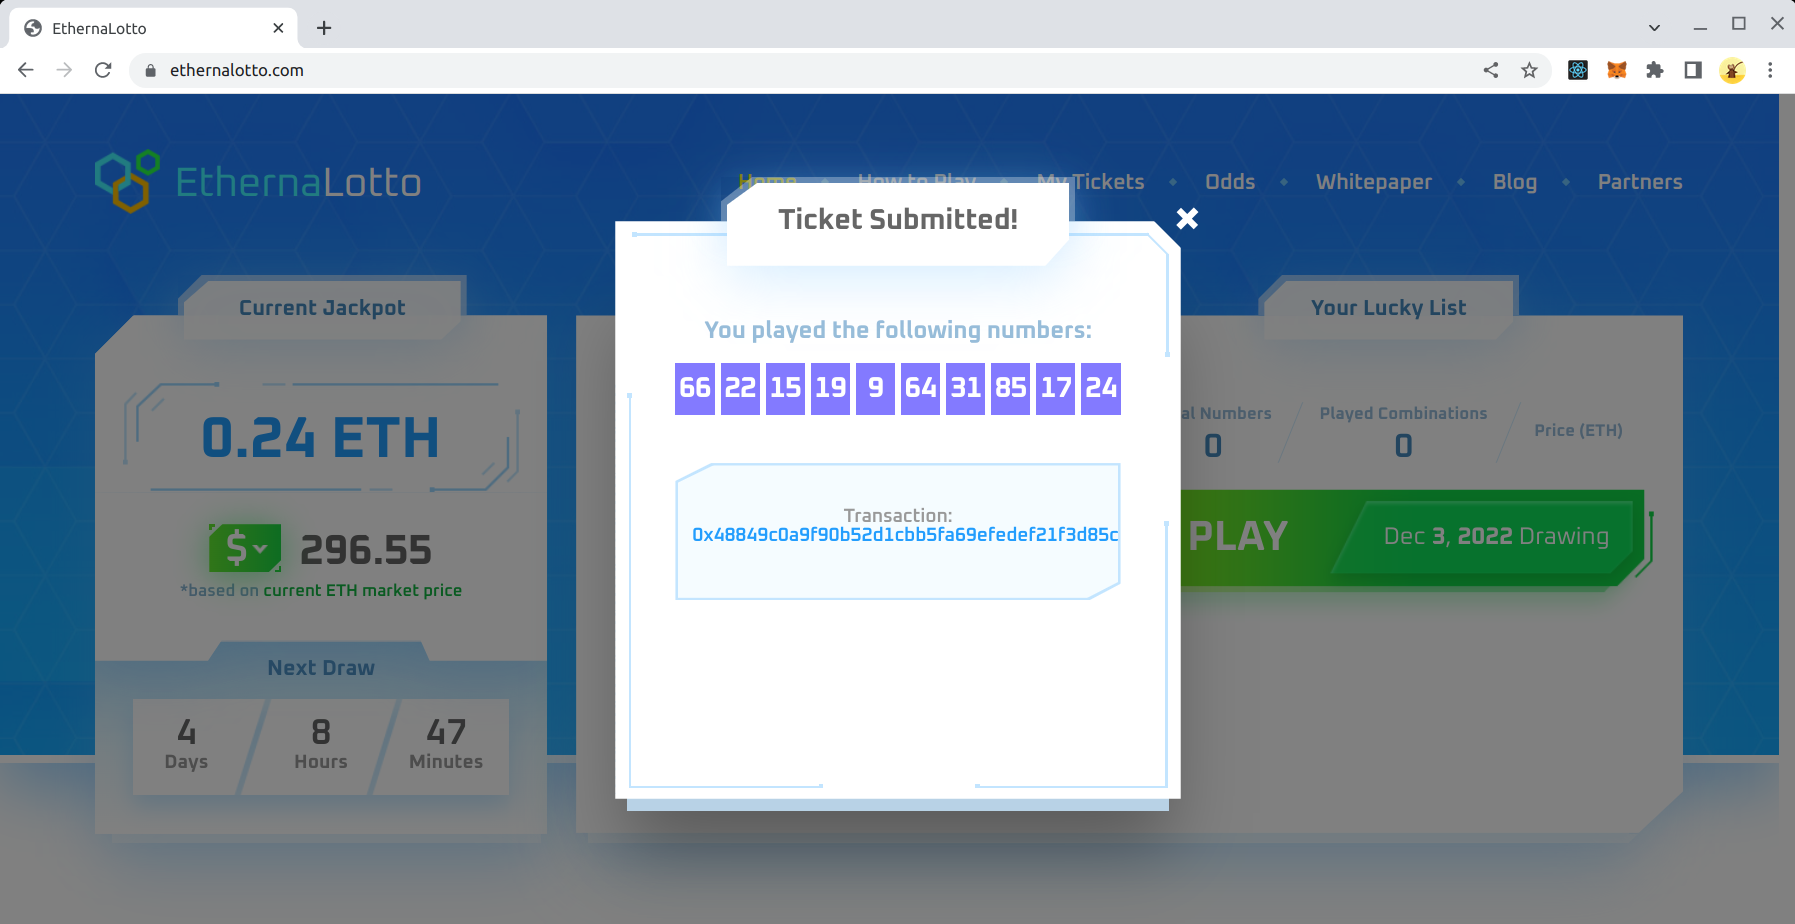 EthernaLotto
ethernalotto.com
EthernaLotto
Home How to Play My Tickets Odds Whitepaper Blog Partners
Current Jackpot
0.24 ETH
$ 296.55
*based on current ETH market price
Next Draw
4 Days
8 Hours
47 Minutes
Ticket Submitted!
You played the following numbers:
66 22 15 19 9 64 31 85 17 24
Transaction:
0x48849c0a9f90b52d1cbb5fa69efedef21f3d85c
Your Lucky List
al Numbers
0
Played Combinations
0
Price (ETH)
PLAY
Dec 3, 2022 Drawing